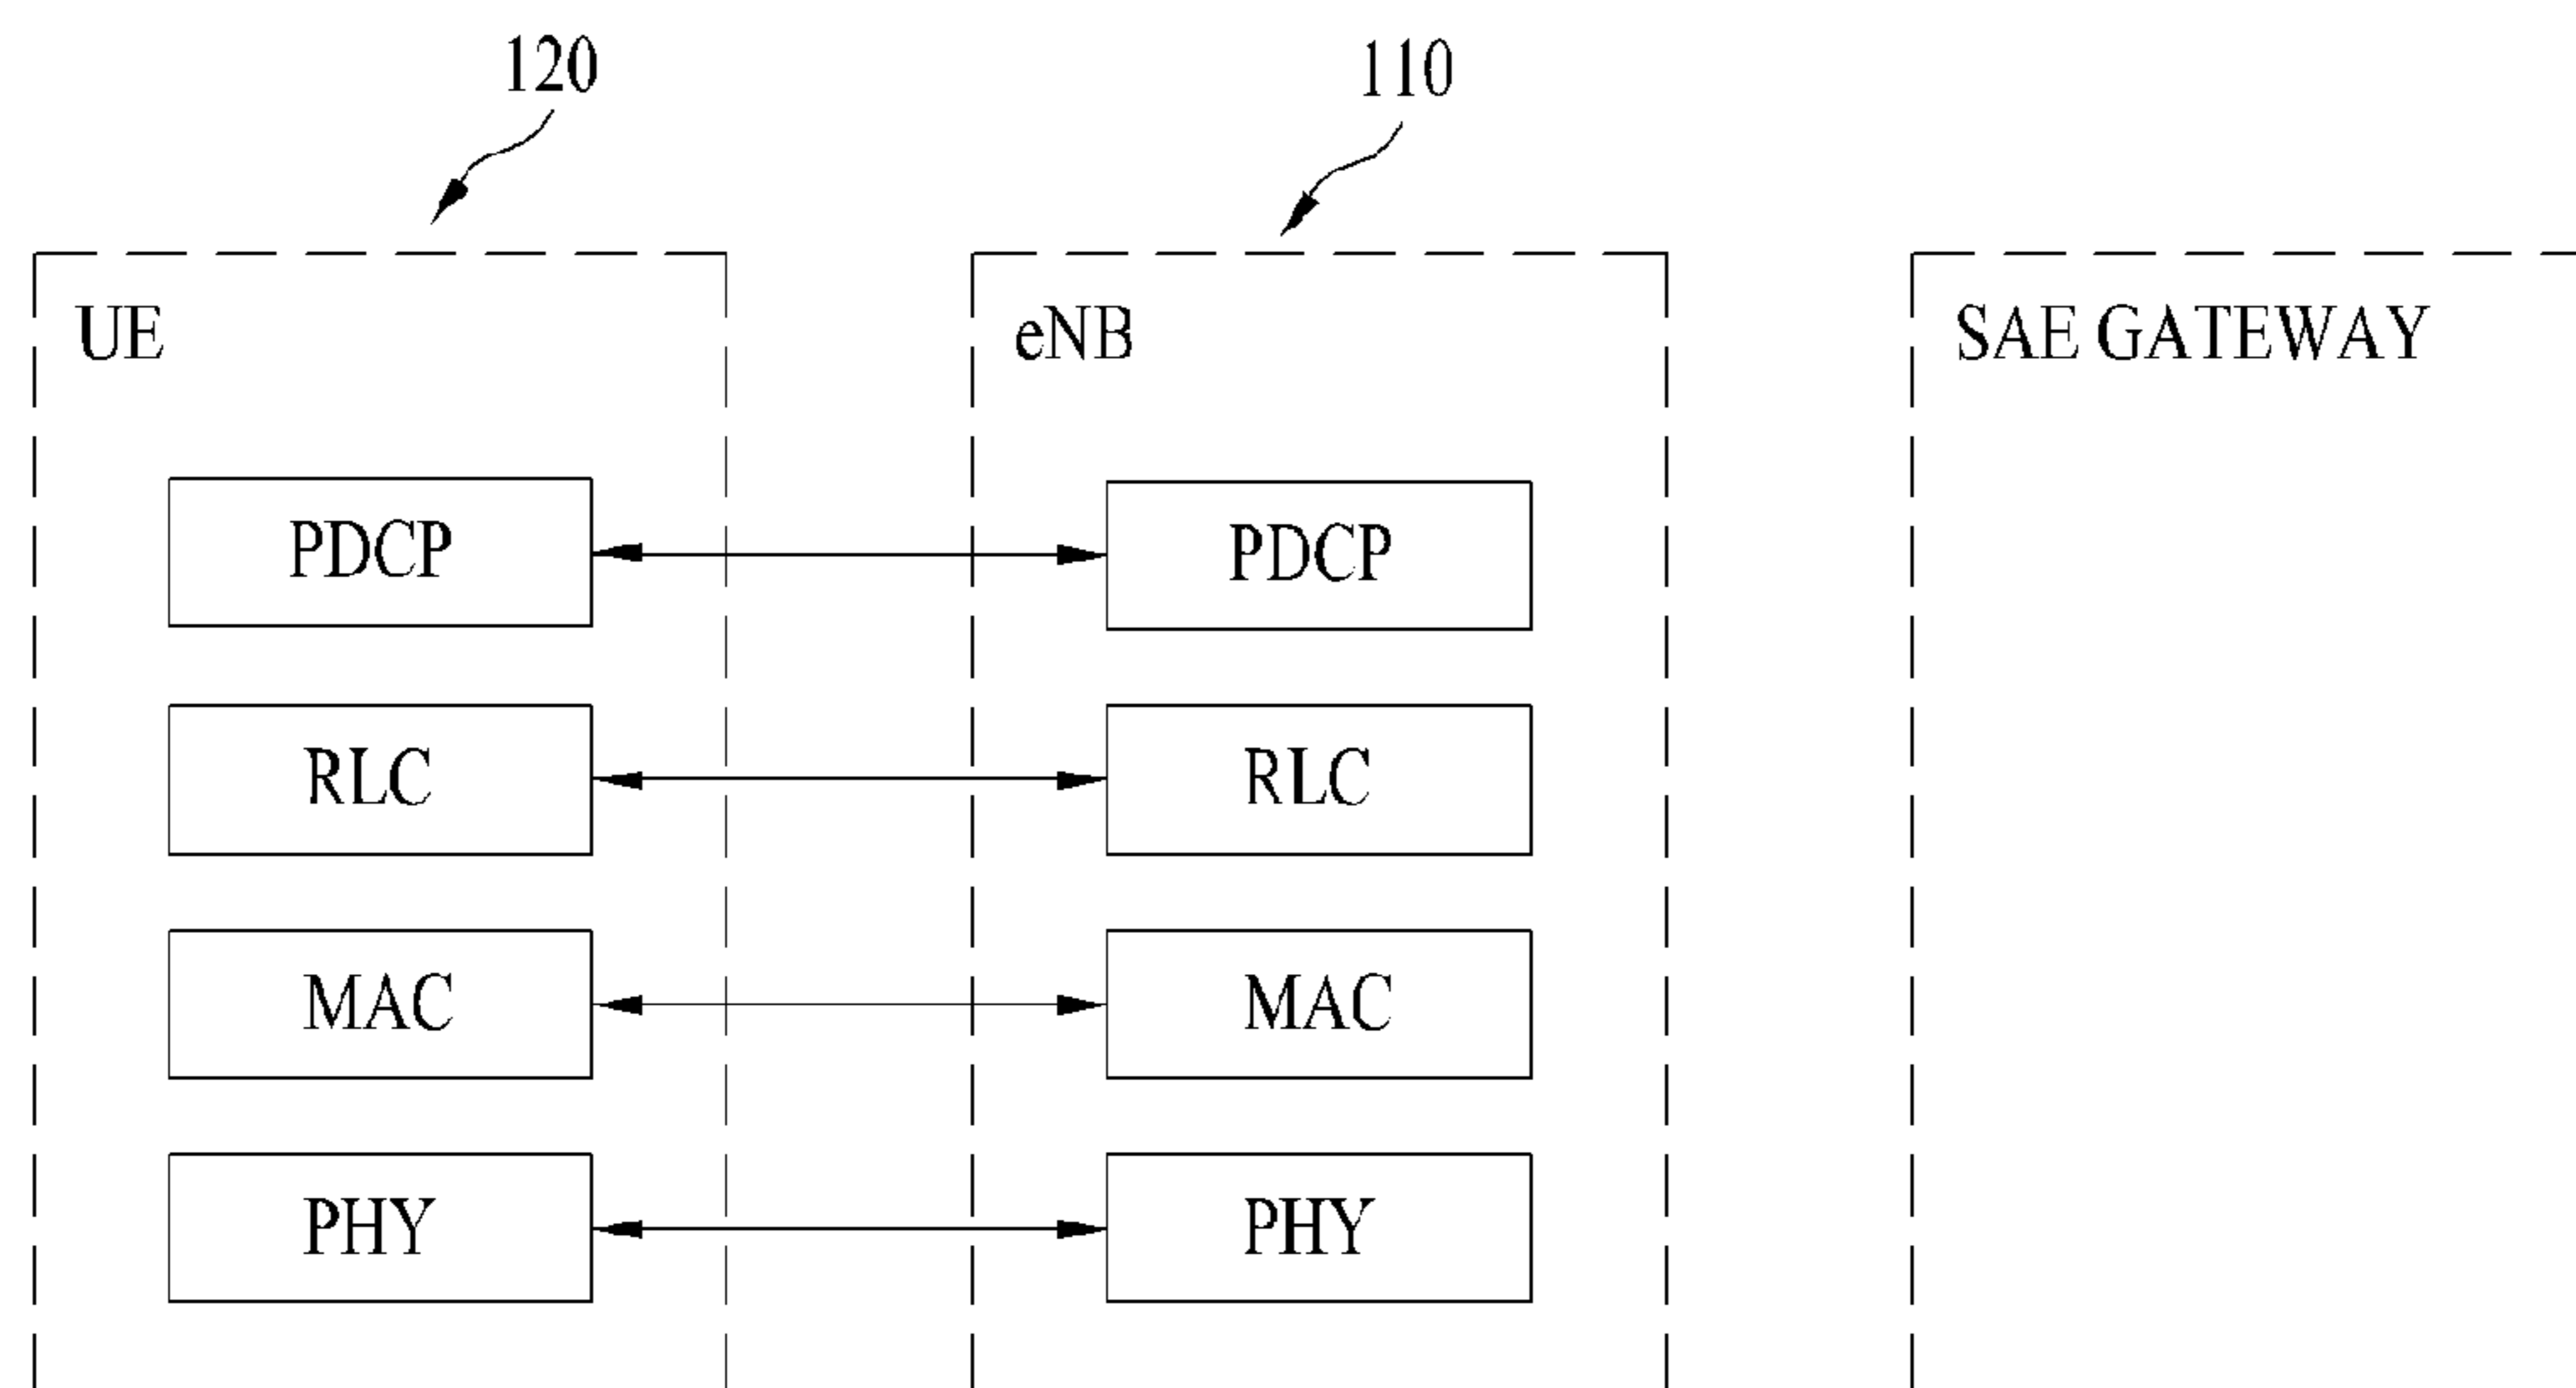 120 110
UE eNB SAE GATEWAY
PDCP PDCP
RLC RLC
MAC MAC
PHY PHY